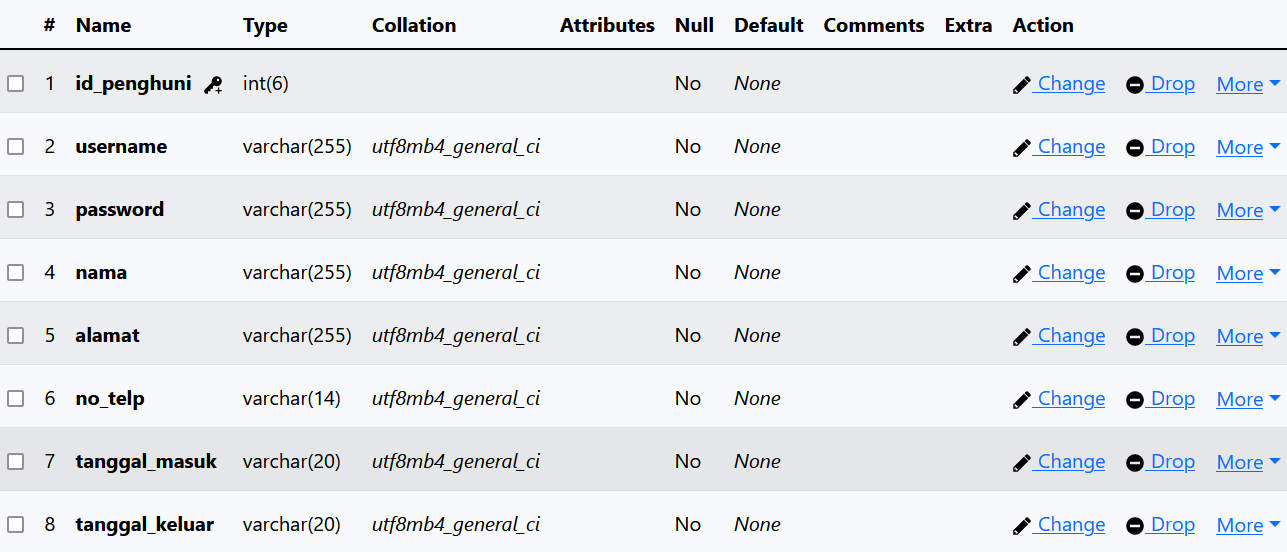 # Name Type Collation Attributes Null Default Comments Extra Action
1 id_penghuni int(6) No None Change Drop More
2 username varchar(255) utf8mb4_general_ci No None Change Drop More
3 password varchar(255) utf8mb4_general_ci No None Change Drop More
4 nama varchar(255) utf8mb4_general_ci No None Change Drop More
5 alamat varchar(255) utf8mb4_general_ci No None Change Drop More
6 no_telp varchar(14) utf8mb4_general_ci No None Change Drop More
7 tanggal_masuk varchar(20) utf8mb4_general_ci No None Change Drop More
8 tanggal_keluar varchar(20) utf8mb4_general_ci No None Change Drop More